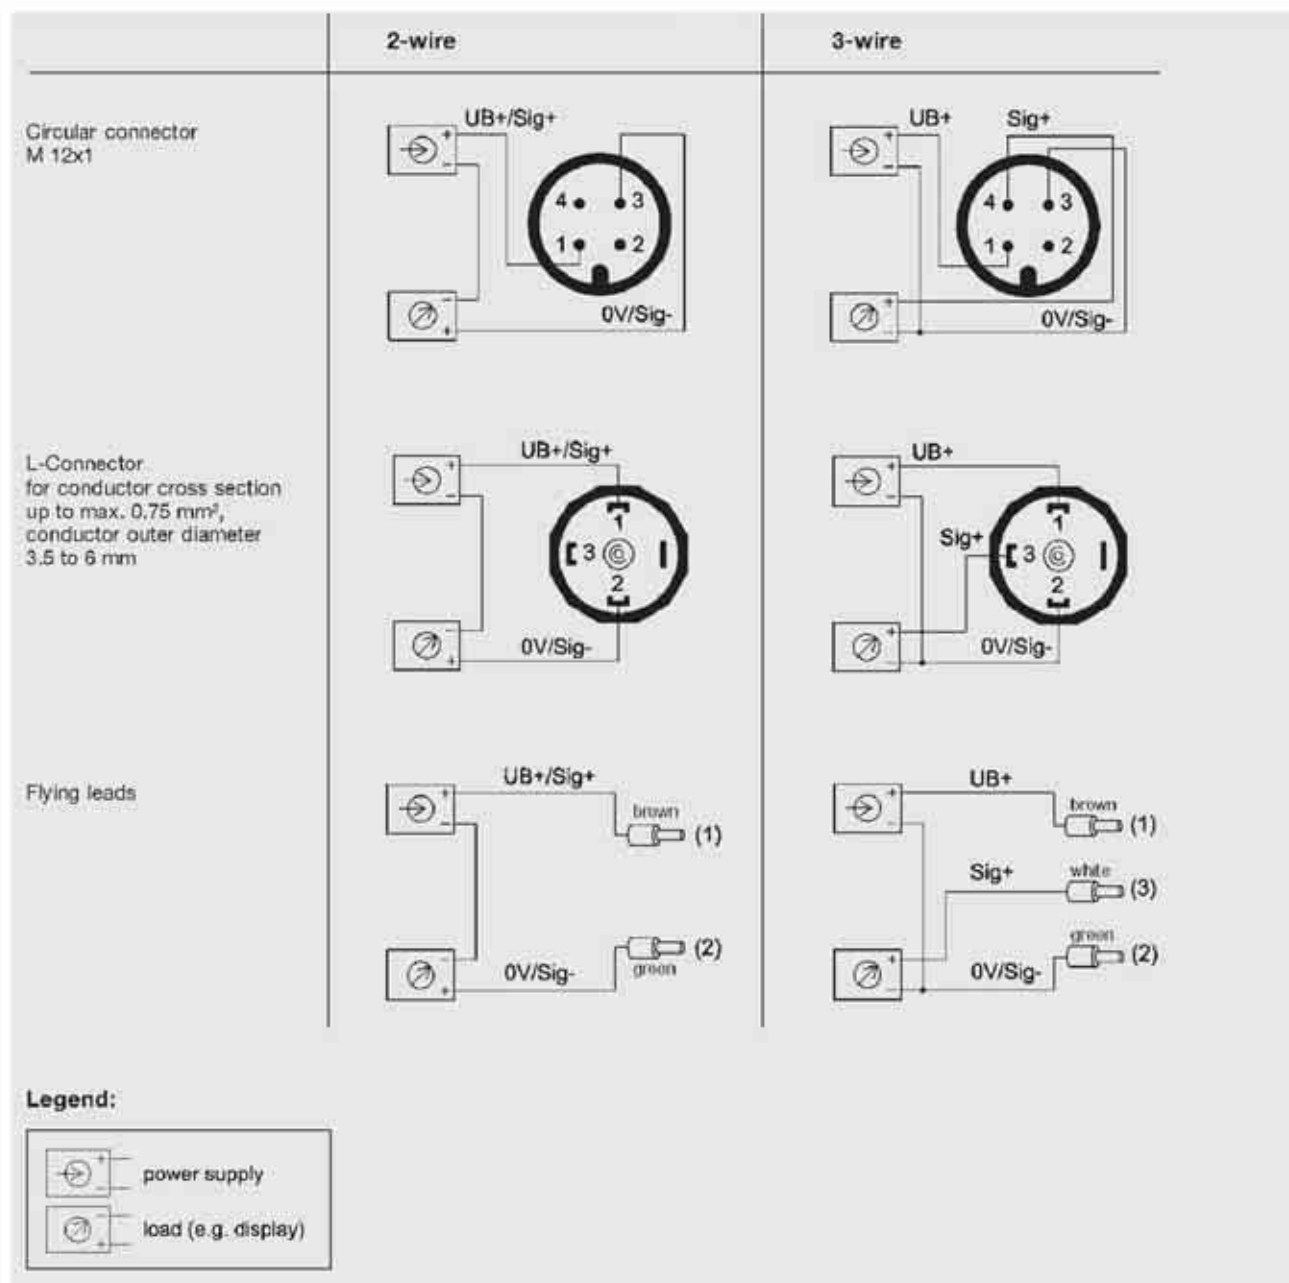 2-wire
3-wire
Circular connector
M 12x1
UB+/Sig+
+
-
4
3
1
2
-
+
0V/Sig-
UB+
Sig+
+
-
4
3
1
2
+
-
0V/Sig-
L-Connector
for conductor cross section
up to max. 0.75 mm²,
conductor outer diameter
3.5 to 6 mm
UB+/Sig+
+
-
1
3
2
-
+
0V/Sig-
UB+
+
-
Sig+
1
3
2
+
-
0V/Sig-
Flying leads
UB+/Sig+
+
-
brown
(1)
-
+
0V/Sig-
(2)
green
UB+
+
-
brown
(1)
Sig+
white
(3)
green
+
-
0V/Sig-
(2)
Legend:
+
-
power supply
-
+
load (e.g. display)